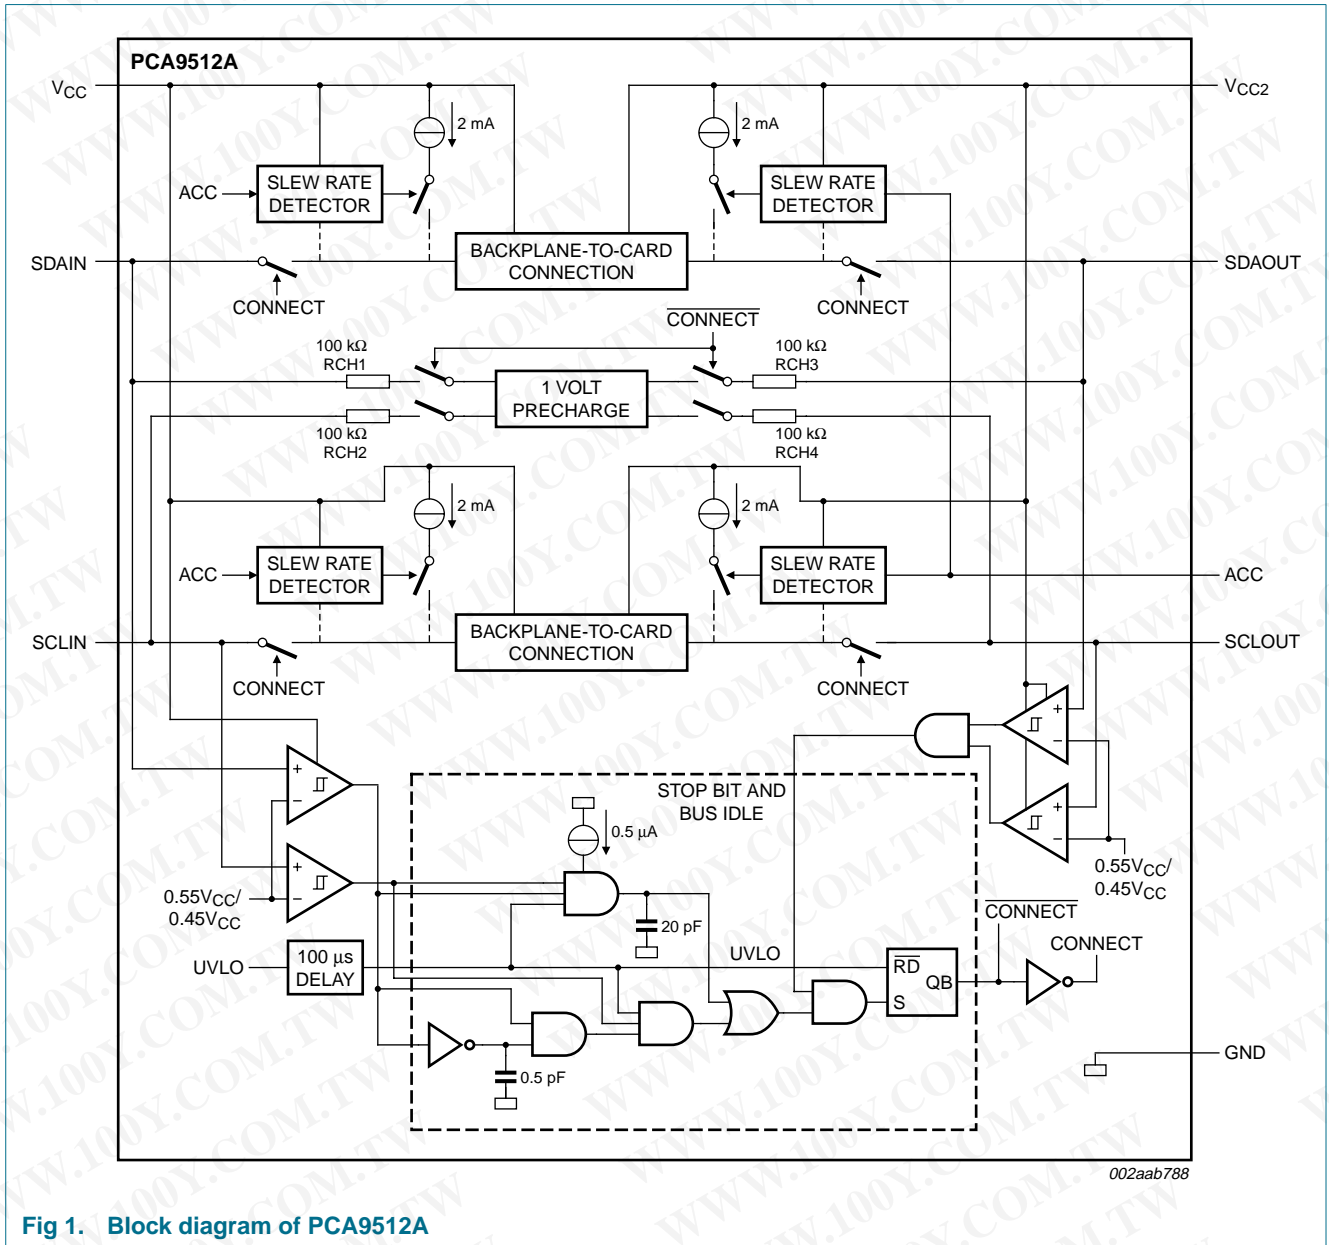 PCA9512A
VCC
VCC2
2 mA
2 mA
ACC
SLEW RATE
DETECTOR
SLEW RATE
DETECTOR
SDAIN
BACKPLANE-TO-CARD
CONNECTION
SDAOUT
CONNECT
CONNECT
CONNECT
100 kΩ
RCH1
100 kΩ
RCH3
1 VOLT
PRECHARGE
100 kΩ
RCH2
100 kΩ
RCH4
2 mA
2 mA
ACC
SLEW RATE
DETECTOR
SLEW RATE
DETECTOR
ACC
SCLIN
BACKPLANE-TO-CARD
CONNECTION
SCLOUT
CONNECT
CONNECT
STOP BIT AND
BUS IDLE
0.5 μA
0.55VCC/
0.45VCC
0.55VCC/
0.45VCC
20 pF
CONNECT
CONNECT
UVLO
100 μs
DELAY
UVLO
RD
QB
S
0.5 pF
GND
002aab788
Fig 1. Block diagram of PCA9512A
WWW.100Y.COM.TW